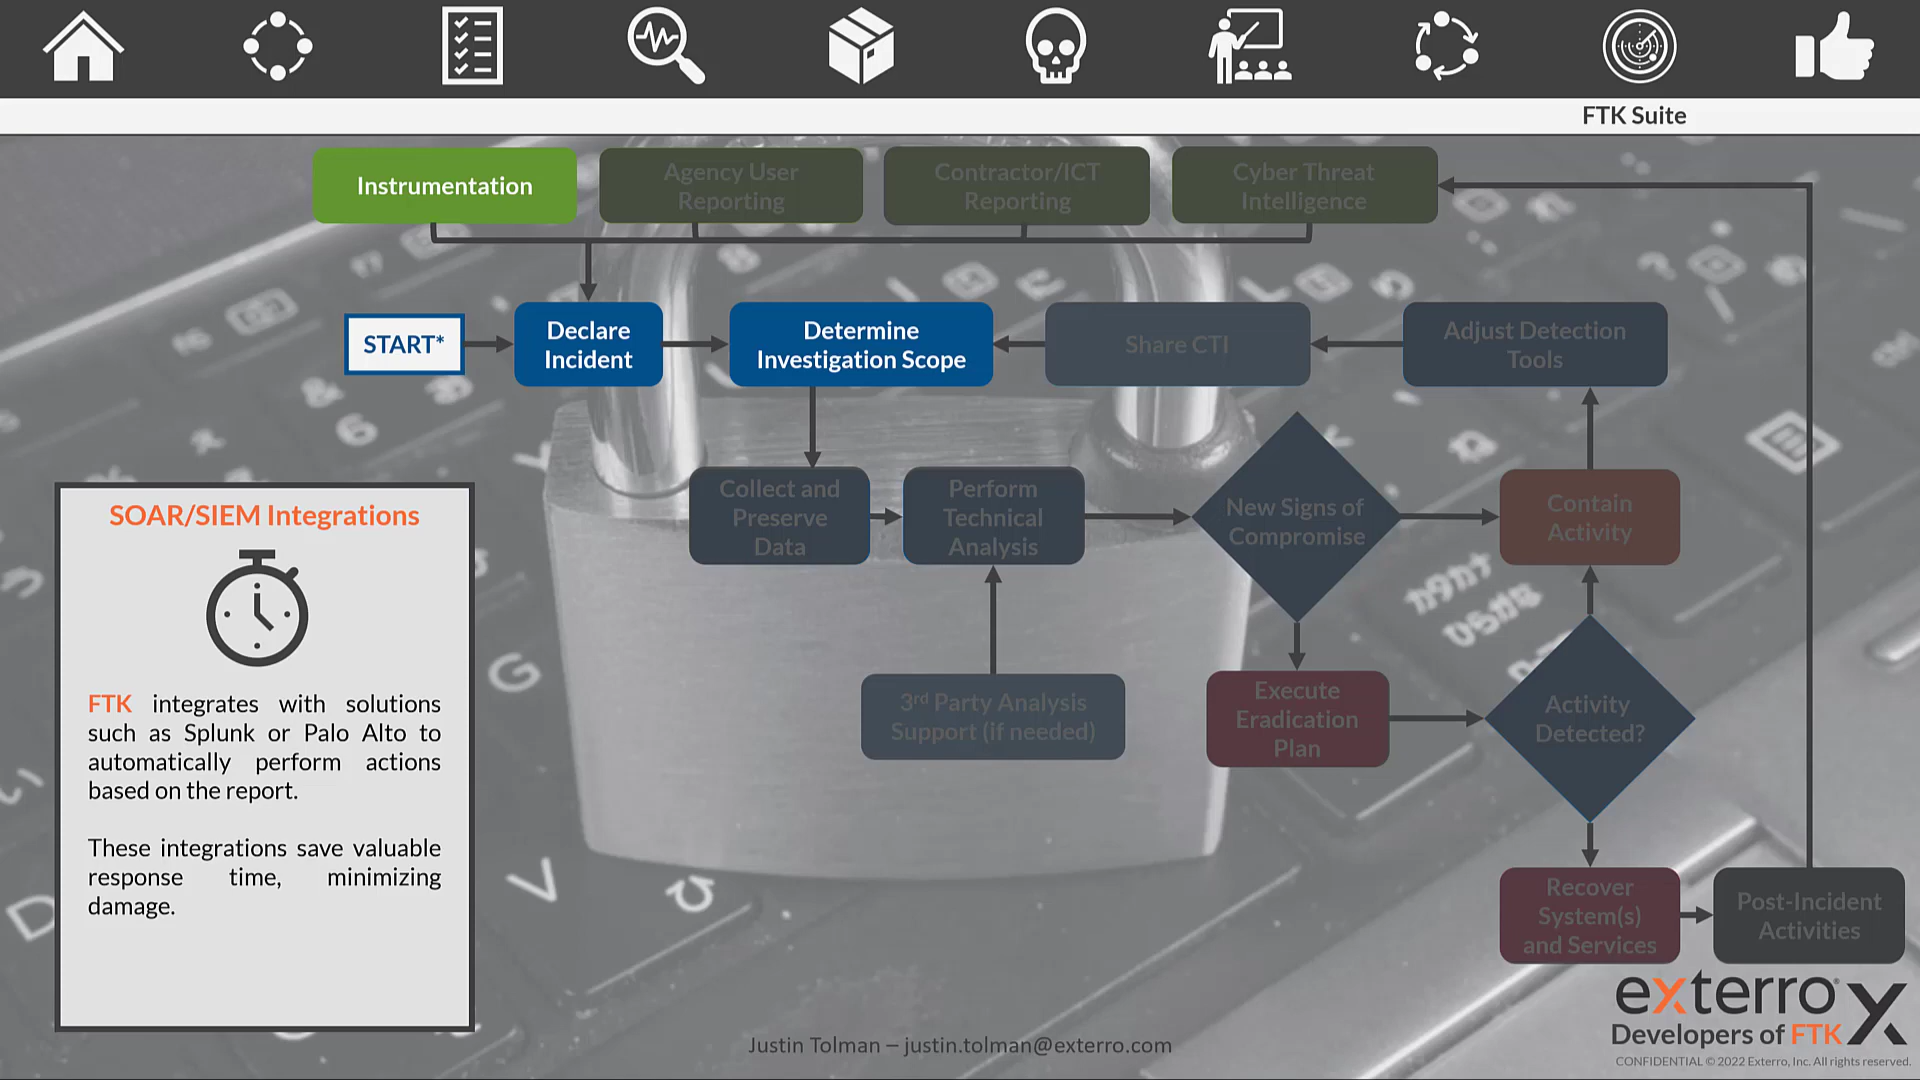 FTK Suite
Instrumentation
Agency User
Reporting
Contractor/ICT
Reporting
Cyber Threat
Intelligence
START*
Declare
Incident
Determine
Investigation Scope
Share CTI
Adjust Detection
Tools
Collect and
Preserve
Data
Perform
Technical
Analysis
New Signs of
Compromise
Contain
Activity
3rd Party Analysis
Support (if needed)
Execute
Eradication
Plan
Activity
Detected?
Recover
System(s)
and Services
Post-Incident
Activities
SOAR/SIEM Integrations
FTK integrates with solutions
such as Splunk or Palo Alto to
automatically perform actions
based on the report.
These integrations save valuable
response time, minimizing
damage.
Justin Tolman – justin.tolman@exterro.com
exterro®
Developers of FTK
CONFIDENTIAL © 2022 Exterro, Inc. All rights reserved.